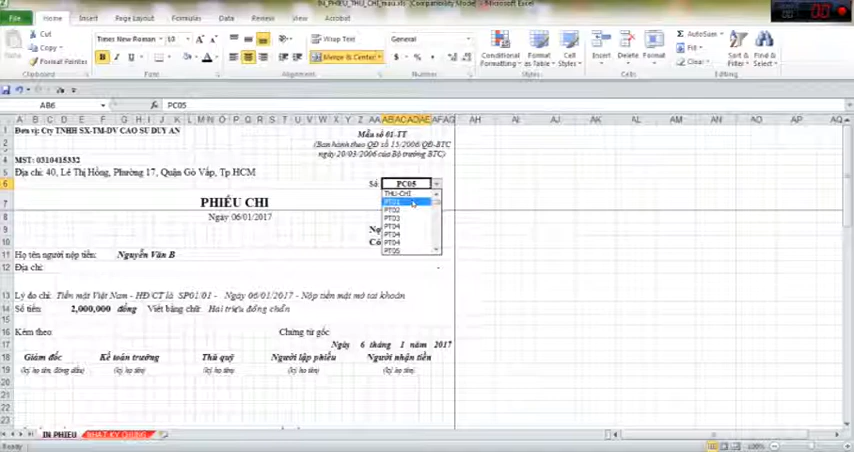 IN_PHIEU_THU_CHI_mau.xls [Compatibility Mode] - Microsoft Excel
File Home Insert Page Layout Formulas Data Review View Acrobat
Cut
Copy
Format Painter
Paste
Clipboard
Times New Roman 10
Font
Wrap Text
Merge & Center
Alignment
General
Number
Conditional Formatting
Format as Table
Cell Styles
Styles
Insert Delete Format
Cells
AutoSum
Fill
Clear
Sort & Filter
Find & Select
Editing
AB6 fx PC05
Đơn vị: Cty TNHH SX-TM-DV CAO SU DUY AN
Mẫu số 01-TT
(Ban hành theo QĐ số 15/2006 QĐ-BTC
ngày 20/03/2006 của Bộ trưởng BTC)
MST: 0310415332
Địa chỉ: 40, Lê Thị Hồng, Phường 17, Quận Gò Vấp, Tp.HCM
Số PC05
THU-CHI
PT01
PT02
PT03
PT04
PT04
PT04
PT05
PHIẾU CHI
Ngày 06/01/2017
Nợ
Có
Họ tên người nộp tiền: Nguyễn Văn B
Địa chỉ:
Lý do chi: Tiền mặt Việt Nam - HĐ/CT là SP01/01 - Ngày 06/01/2017 - Nộp tiền mặt mở tài khoản
Số tiền: 2,000,000 đồng Viết bằng chữ: Hai triệu đồng chẵn
Kèm theo: Chứng từ gốc
Ngày 6 tháng 1 năm 2017
Giám đốc Kế toán trưởng Thủ quỹ Người lập phiếu Người nhận tiền
(ký họ tên, đóng dấu) (ký họ tên) (ký họ tên) (ký họ tên) (ký họ tên)
IN PHIEU NHAT KY CHUNG
Ready 100%